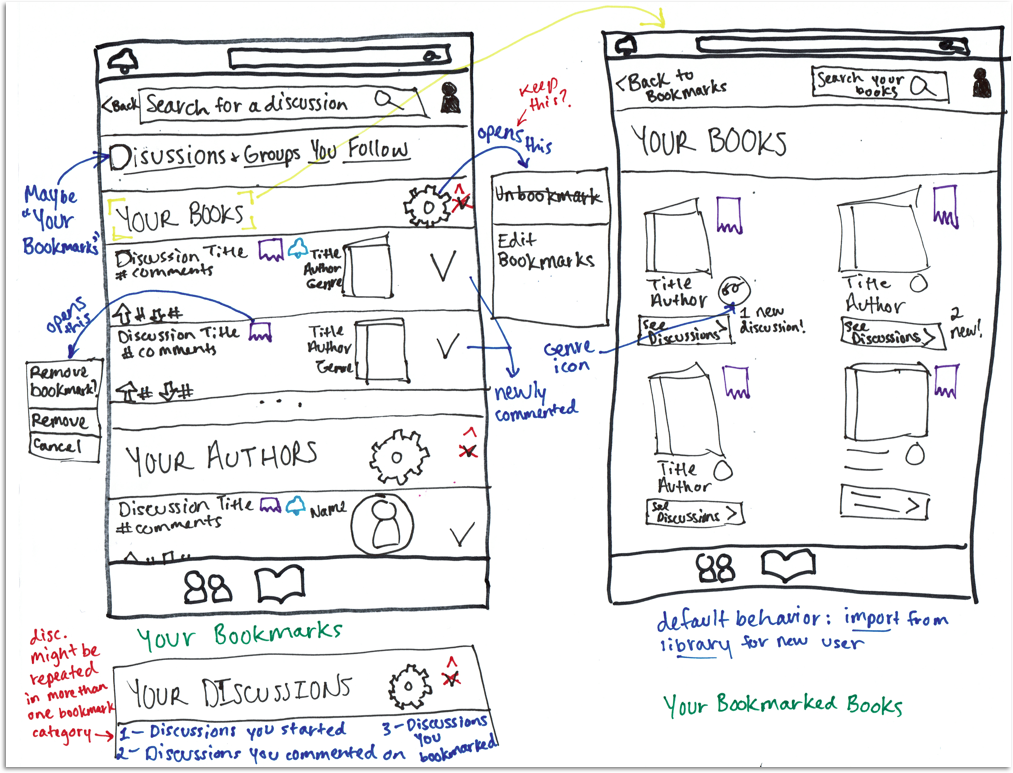 <Back
Search for a discussion
Disussions & Groups You Follow
Maybe
"Your
Bookmarks"
YOUR BOOKS
opens this
keep
this?
Unbookmark
Edit
Bookmarks
Discussion Title
# comments
Title
Author
Genre
# #
opens
this
Discussion Title
# comments
Title
Author
Genre
# #
newly
commented
Remove
bookmark?
Remove
Cancel
...
YOUR AUTHORS
Discussion Title
# comments
Name
Your Bookmarks
disc.
might be
repeated
in more than
one bookmark
category
YOUR DISCUSSIONS
1- Discussions you started
2- Discussions you commented on
3- Discussions
you
bookmarked
<Back to
Bookmarks
Search your
books
YOUR BOOKS
Title
Author
See
Discussions >
1 new
discussion!
Genre
icon
Title
Author
See
Discussions >
2
new!
Title
Author
See
Discussions >
default behavior: import from
library for new user
Your Bookmarked Books